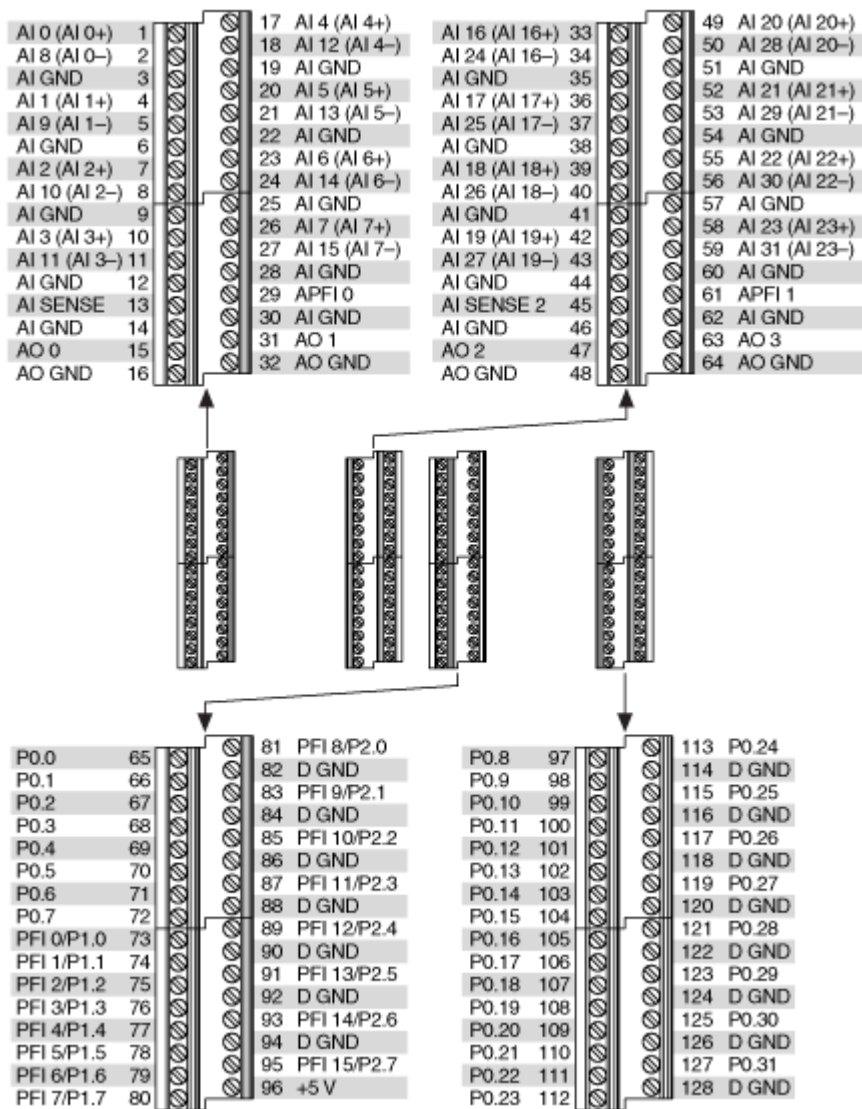 AI 0 (AI 0+) 1
AI 8 (AI 0–) 2
AI GND 3
AI 1 (AI 1+) 4
AI 9 (AI 1–) 5
AI GND 6
AI 2 (AI 2+) 7
AI 10 (AI 2–) 8
AI GND 9
AI 3 (AI 3+) 10
AI 11 (AI 3–) 11
AI GND 12
AI SENSE 13
AI GND 14
AO 0 15
AO GND 16
17 AI 4 (AI 4+)
18 AI 12 (AI 4–)
19 AI GND
20 AI 5 (AI 5+)
21 AI 13 (AI 5–)
22 AI GND
23 AI 6 (AI 6+)
24 AI 14 (AI 6–)
25 AI GND
26 AI 7 (AI 7+)
27 AI 15 (AI 7–)
28 AI GND
29 APFI 0
30 AI GND
31 AO 1
32 AO GND
AI 16 (AI 16+) 33
AI 24 (AI 16–) 34
AI GND 35
AI 17 (AI 17+) 36
AI 25 (AI 17–) 37
AI GND 38
AI 18 (AI 18+) 39
AI 26 (AI 18–) 40
AI GND 41
AI 19 (AI 19+) 42
AI 27 (AI 19–) 43
AI GND 44
AI SENSE 2 45
AI GND 46
AO 2 47
AO GND 48
49 AI 20 (AI 20+)
50 AI 28 (AI 20–)
51 AI GND
52 AI 21 (AI 21+)
53 AI 29 (AI 21–)
54 AI GND
55 AI 22 (AI 22+)
56 AI 30 (AI 22–)
57 AI GND
58 AI 23 (AI 23+)
59 AI 31 (AI 23–)
60 AI GND
61 APFI 1
62 AI GND
63 AO 3
64 AO GND
P0.0 65
P0.1 66
P0.2 67
P0.3 68
P0.4 69
P0.5 70
P0.6 71
P0.7 72
PFI 0/P1.0 73
PFI 1/P1.1 74
PFI 2/P1.2 75
PFI 3/P1.3 76
PFI 4/P1.4 77
PFI 5/P1.5 78
PFI 6/P1.6 79
PFI 7/P1.7 80
81 PFI 8/P2.0
82 D GND
83 PFI 9/P2.1
84 D GND
85 PFI 10/P2.2
86 D GND
87 PFI 11/P2.3
88 D GND
89 PFI 12/P2.4
90 D GND
91 PFI 13/P2.5
92 D GND
93 PFI 14/P2.6
94 D GND
95 PFI 15/P2.7
96 +5 V
P0.8 97
P0.9 98
P0.10 99
P0.11 100
P0.12 101
P0.13 102
P0.14 103
P0.15 104
P0.16 105
P0.17 106
P0.18 107
P0.19 108
P0.20 109
P0.21 110
P0.22 111
P0.23 112
113 P0.24
114 D GND
115 P0.25
116 D GND
117 P0.26
118 D GND
119 P0.27
120 D GND
121 P0.28
122 D GND
123 P0.29
124 D GND
125 P0.30
126 D GND
127 P0.31
128 D GND